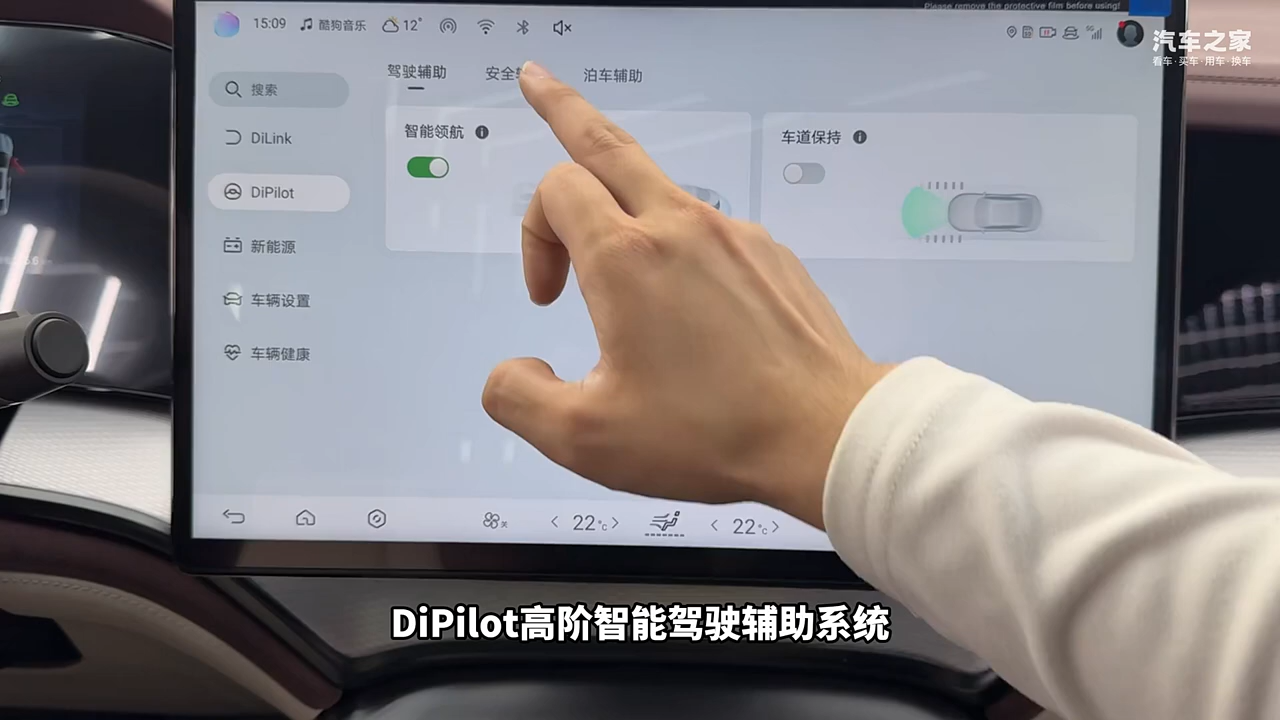 Please remove the protective film before using!
15:09 酷狗音乐 12°
5G
汽车之家
看车·买车·用车·换车
驾驶辅助 安全 泊车辅助
搜索
智能领航
车道保持
DiLink
DiPilot
新能源
车辆设置
车辆健康
关 22°C 22°C
DiPilot高阶智能驾驶辅助系统